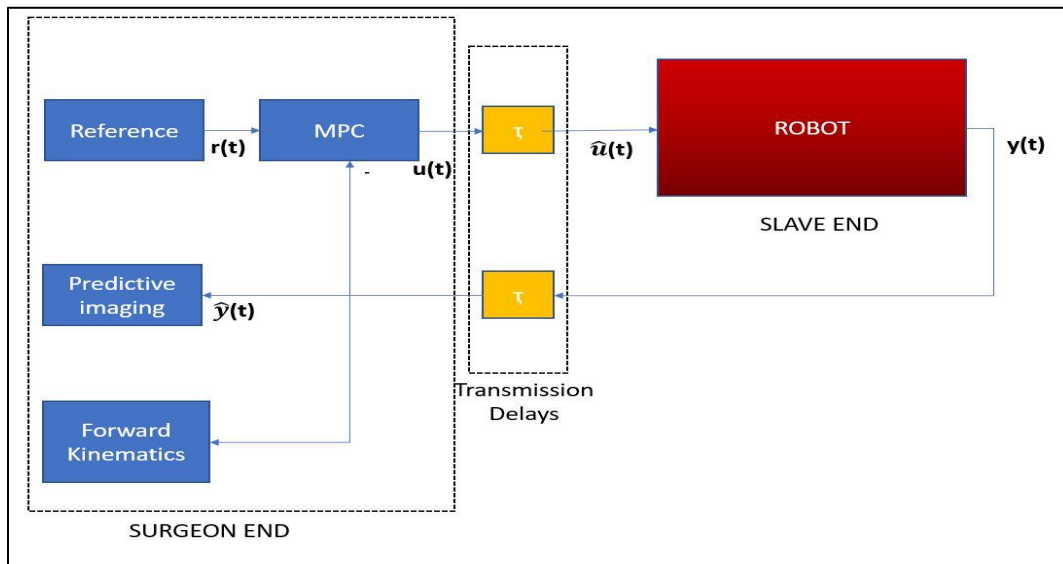 Reference
r(t)
MPC
-
u(t)
τ
û(t)
ROBOT
y(t)
SLAVE END
Predictive
imaging
ŷ(t)
τ
Transmission
Delays
Forward
Kinematics
SURGEON END